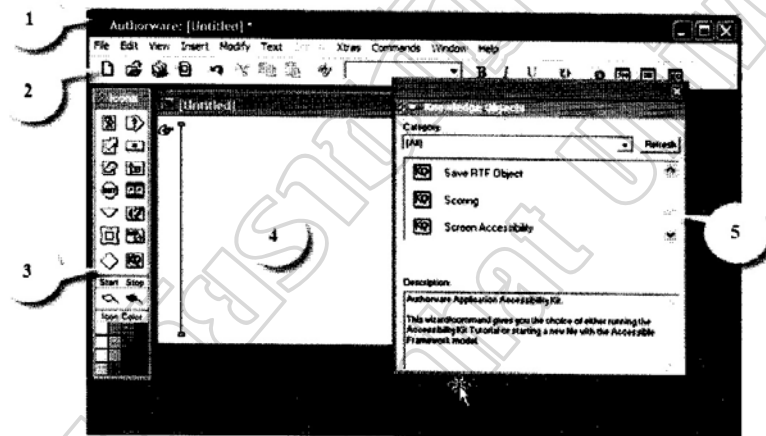 1
Authorware: [Untitled] *
File Edit View Insert Modify Text Xtras Commands Window Help
2
B I U
[Untitled]
Knowledge Objects
Category:
(All)
Refresh
Save RTF Object
Scoring
Screen Accessibility
3
4
5
Start Stop
Icon Color
Description:
Authorware Application Accessibility Kit.
This wizard/command gives you the choice of either running the
Accessibility Kit Tutorial or starting a new file with the Accessible
Framework model.